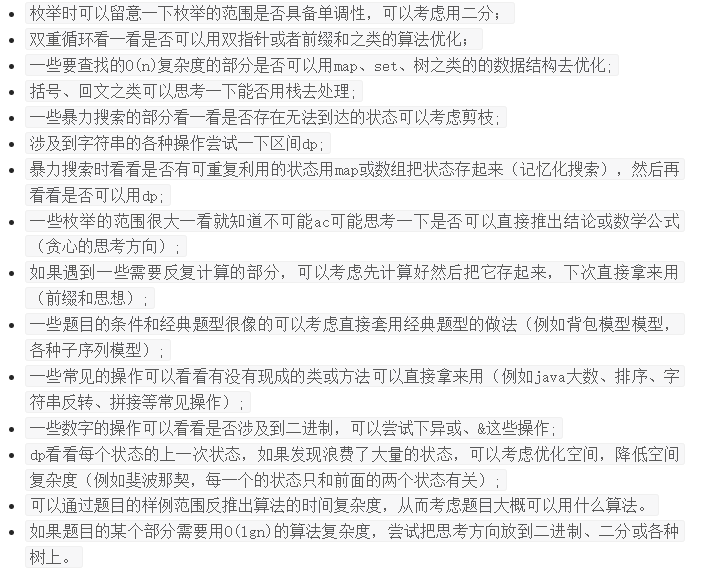 枚举时可以留意一下枚举的范围是否具备单调性，可以考虑用二分;
双重循环看一看是否可以用双指针或者前缀和之类的算法优化;
一些要查找的O(n)复杂度的部分是否可以用map、set、树之类的的数据结构去优化;
括号、回文之类可以思考一下能否用栈去处理;
一些暴力搜索的部分看一看是否存在无法到达的状态可以考虑剪枝;
涉及到字符串的各种操作尝试一下区间dp;
暴力搜索时看看是否有可重复利用的状态用map或数组把状态存起来（记忆化搜索），然后再
看看是否可以用dp;
一些枚举的范围很大一看就知道不可能ac可能思考一下是否可以直接推出结论或数学公式
（贪心的思考方向）;
如果遇到一些需要反复计算的部分，可以考虑先计算好然后把它存起来，下次直接拿来用
（前缀和思想）;
一些题目的条件和经典题型很像的可以考虑直接套用经典题型的做法（例如背包模型模型，
各种子序列模型）;
一些常见的操作可以看看有没有现成的类或方法可以直接拿来用（例如java大数、排序、字
符串反转、拼接等常见操作）;
一些数字的操作可以看看是否涉及到二进制，可以尝试下异或、&这些操作;
dp看看每个状态的上一次状态，如果发现浪费了大量的状态，可以考虑优化空间，降低空间
复杂度（例如斐波那契，每一个的状态只和前面的两个状态有关）;
可以通过题目的样例范围反推出算法的时间复杂度，从而考虑题目大概可以用什么算法。
如果题目的某个部分需要用O(lgn)的算法复杂度，尝试把思考方向放到二进制、二分或各种
树上。